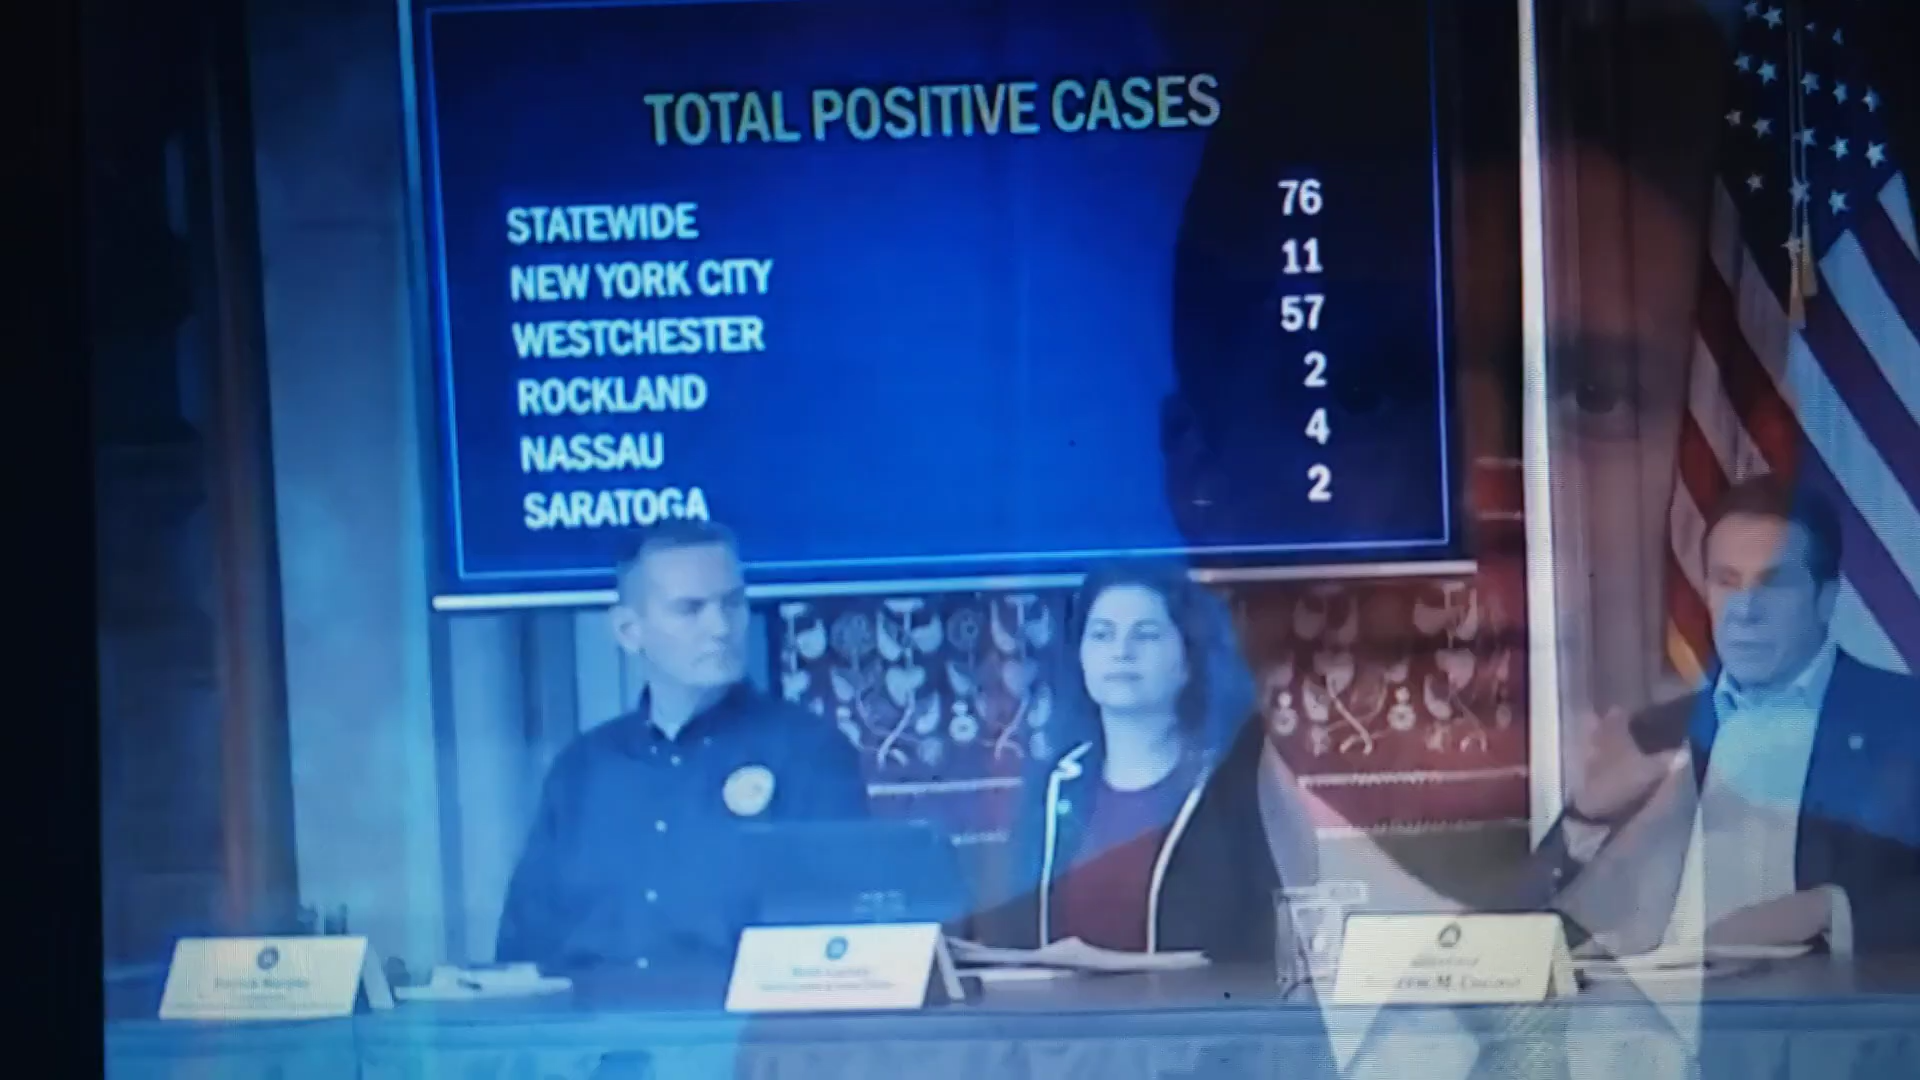 TOTAL POSITIVE CASES
STATEWIDE 76
NEW YORK CITY 11
WESTCHESTER 57
ROCKLAND 2
NASSAU 4
SARATOGA 2